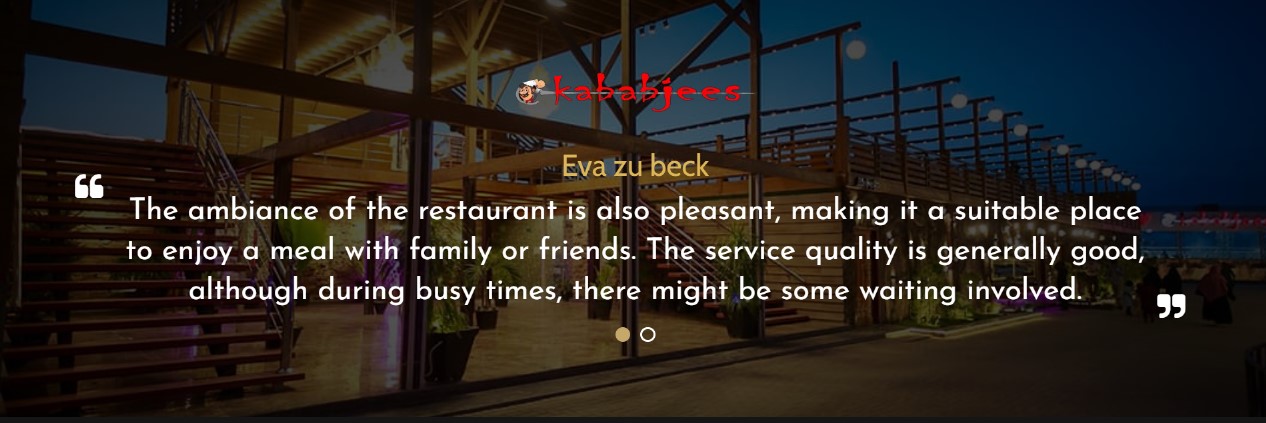 kababjees
Eva zu beck
“
The ambiance of the restaurant is also pleasant, making it a suitable place
to enjoy a meal with family or friends. The service quality is generally good,
although during busy times, there might be some waiting involved.
”